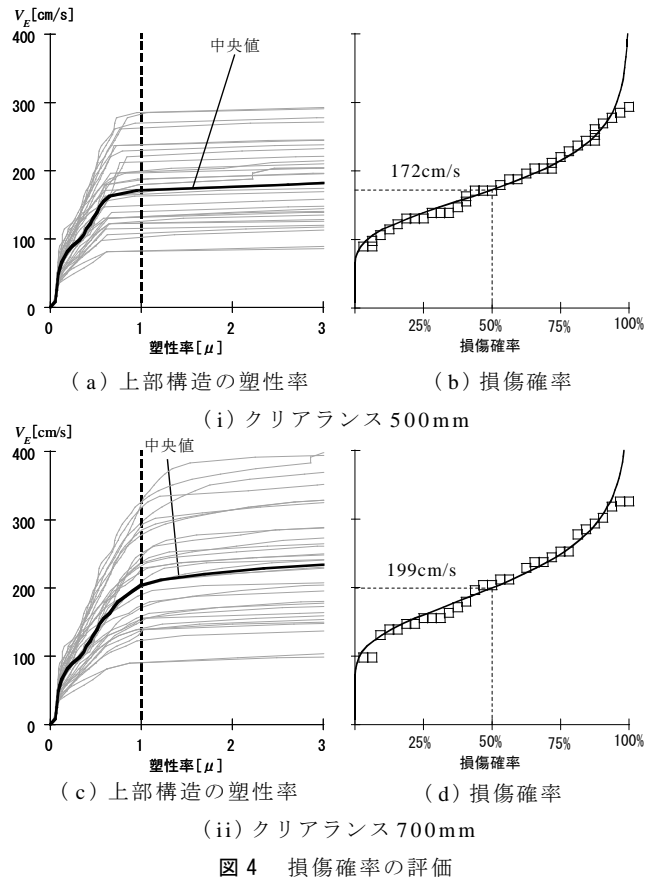 V_E[cm/s]
400
300
200
100
0
中央値
0 1 2 3
塑性率[μ]
172cm/s
25% 50% 75% 100%
損傷確率
(a)上部構造の塑性率
(b)損傷確率
(i)クリアランス500mm
V_E[cm/s]
400
300
200
100
0
中央値
0 1 2 3
塑性率[μ]
199cm/s
25% 50% 75% 100%
損傷確率
(c)上部構造の塑性率
(d)損傷確率
(ii)クリアランス700mm
図4 損傷確率の評価